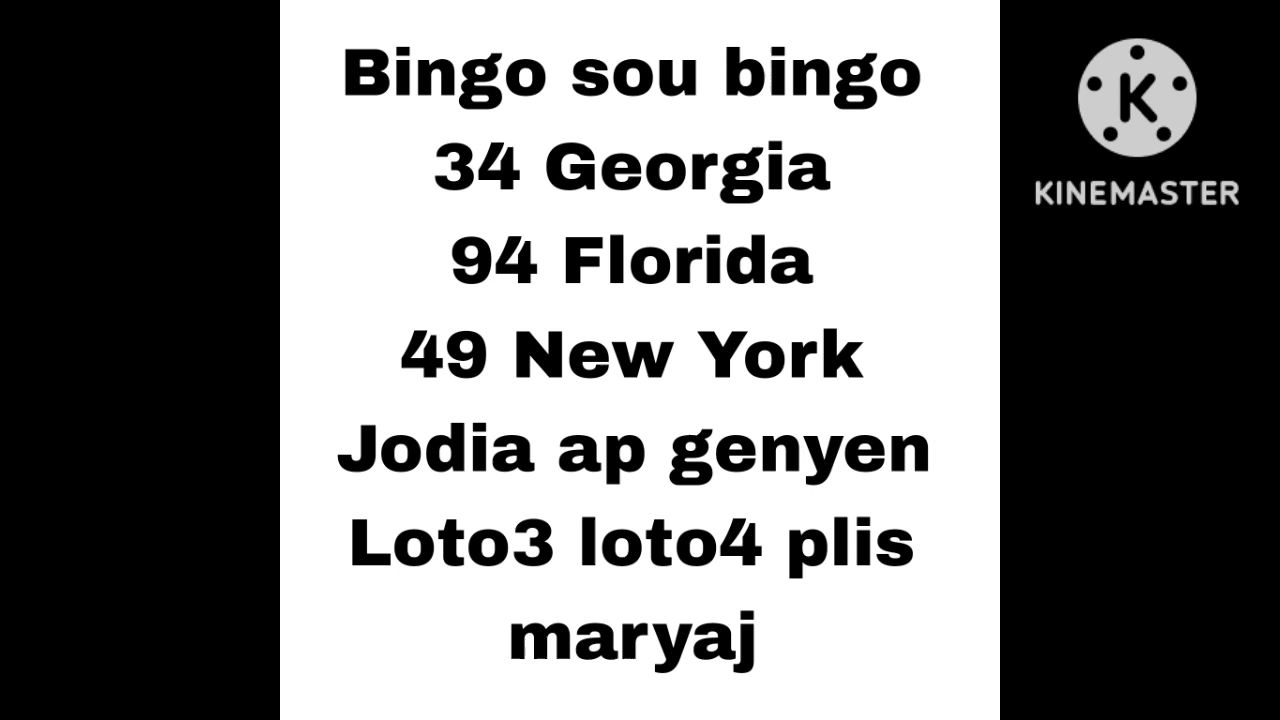 Bingo sou bingo
34 Georgia
94 Florida
49 New York
Jodia ap genyen
Loto3 loto4 plis
maryaj
K
KINEMASTER